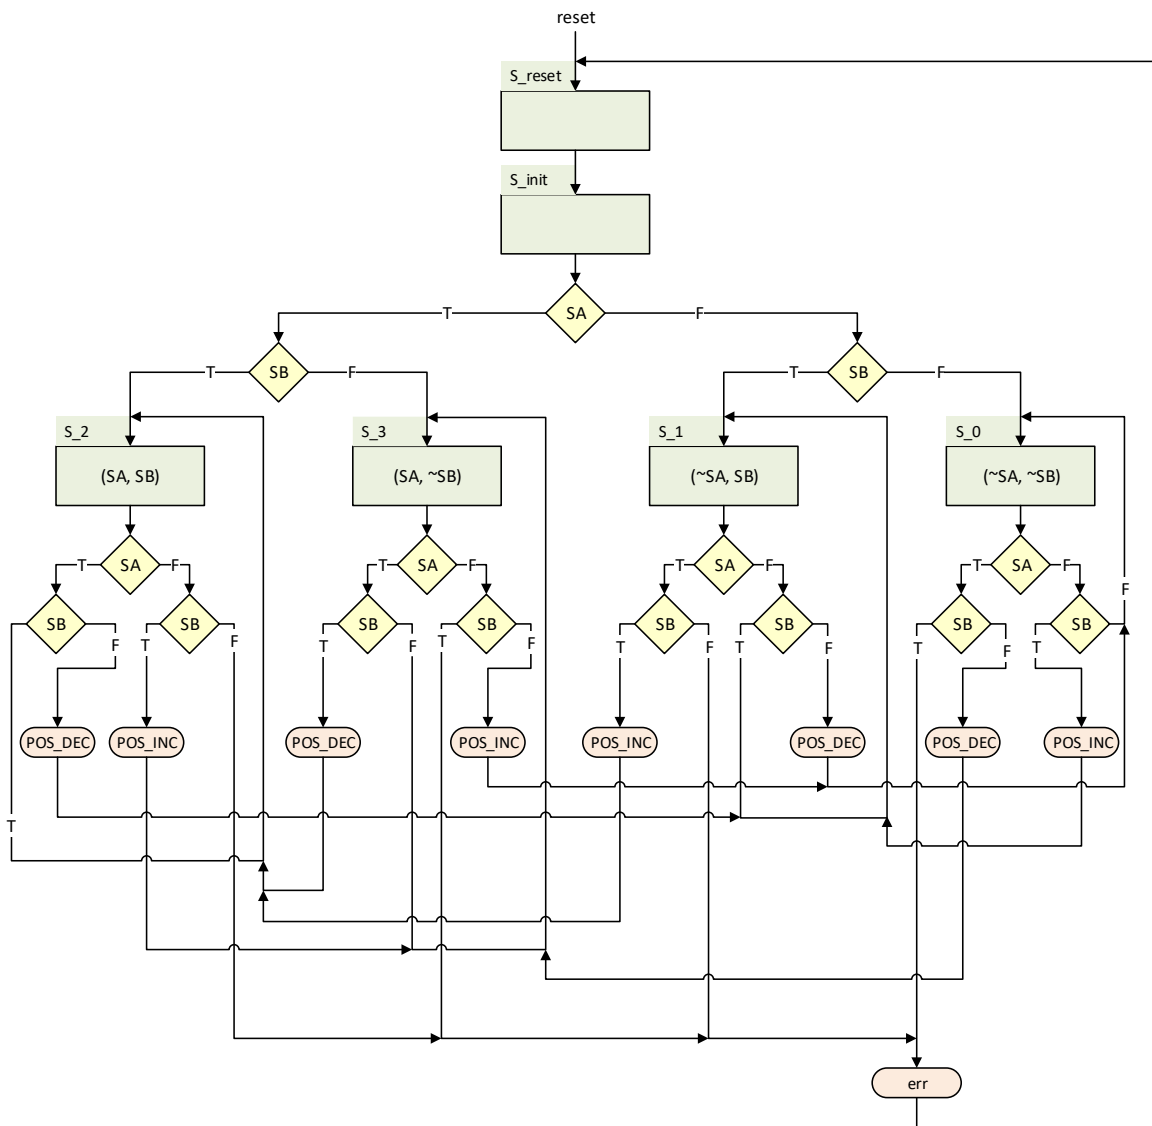 reset
S_reset
S_init
T
SA
F
T
SB
F
T
SB
F
S_2
S_3
S_1
S_0
(SA, SB)
(SA, ~SB)
(~SA, SB)
(~SA, ~SB)
T
SA
F
T
SA
F
T
SA
F
T
SA
F
F
SB
SB
SB
SB
SB
SB
SB
SB
F
T
F
T
F
T
F
T
F
T
F
T
F
T
POS_DEC
POS_INC
POS_DEC
POS_INC
POS_INC
POS_DEC
POS_DEC
POS_INC
T
err